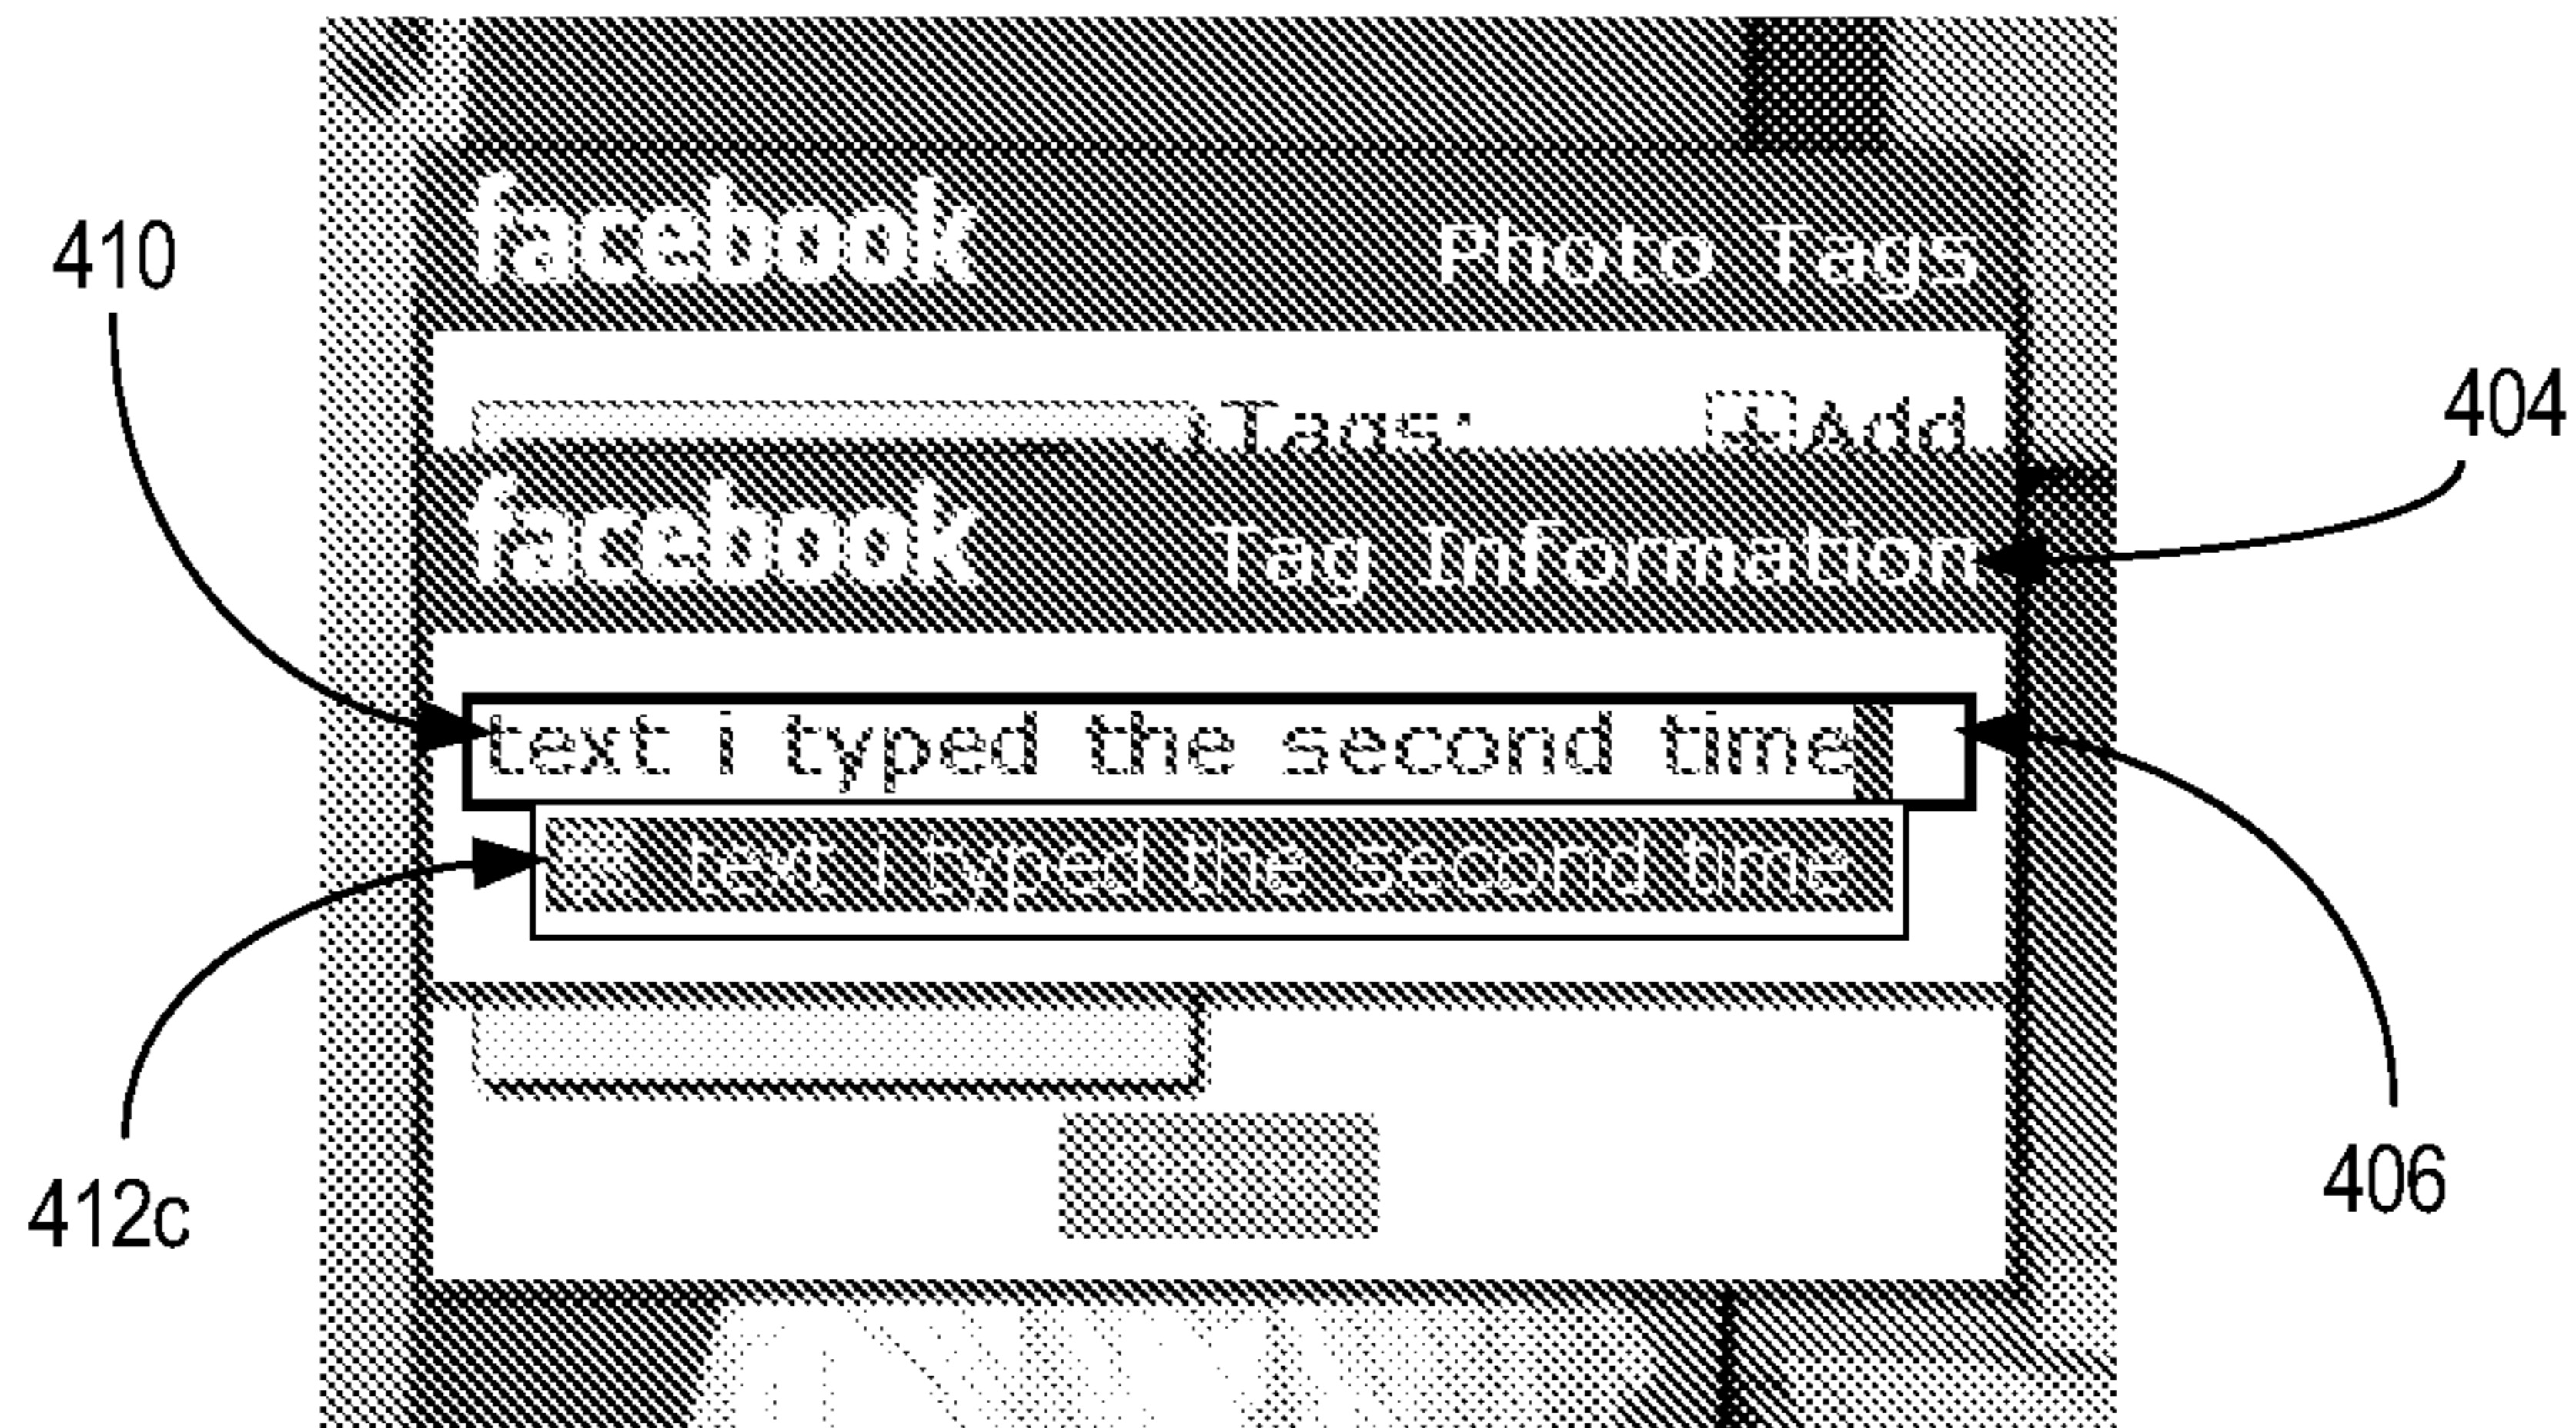 facebook Photo Tags
410
Tags: + Add
404
facebook Tag Information
text i typed the second time
text i typed the second time
412c
406